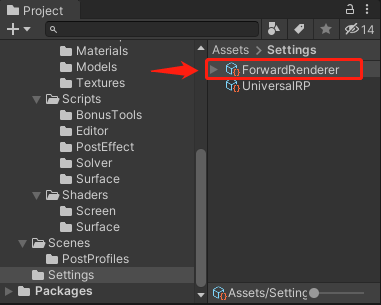 Project
14
Materials
Models
Textures
Scripts
BonusTools
Editor
PostEffect
Solver
Surface
Shaders
Screen
Surface
Scenes
PostProfiles
Settings
Packages
Assets > Settings
ForwardRenderer
UniversalRP
Assets/Setting